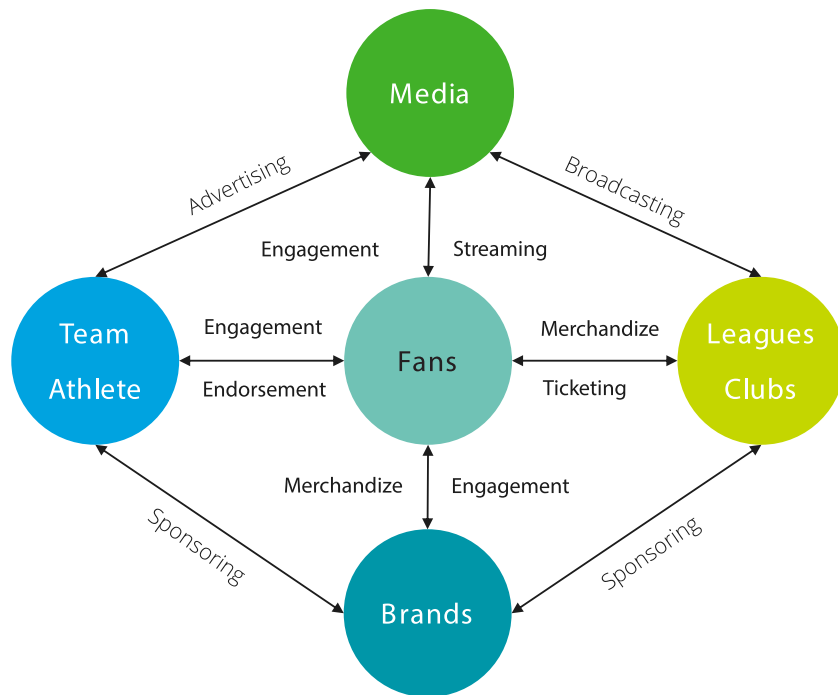 Media
Advertising
Broadcasting
Engagement
Streaming
Team
Athlete
Engagement
Endorsement
Fans
Merchandize
Ticketing
Leagues
Clubs
Merchandize
Engagement
Sponsoring
Sponsoring
Brands